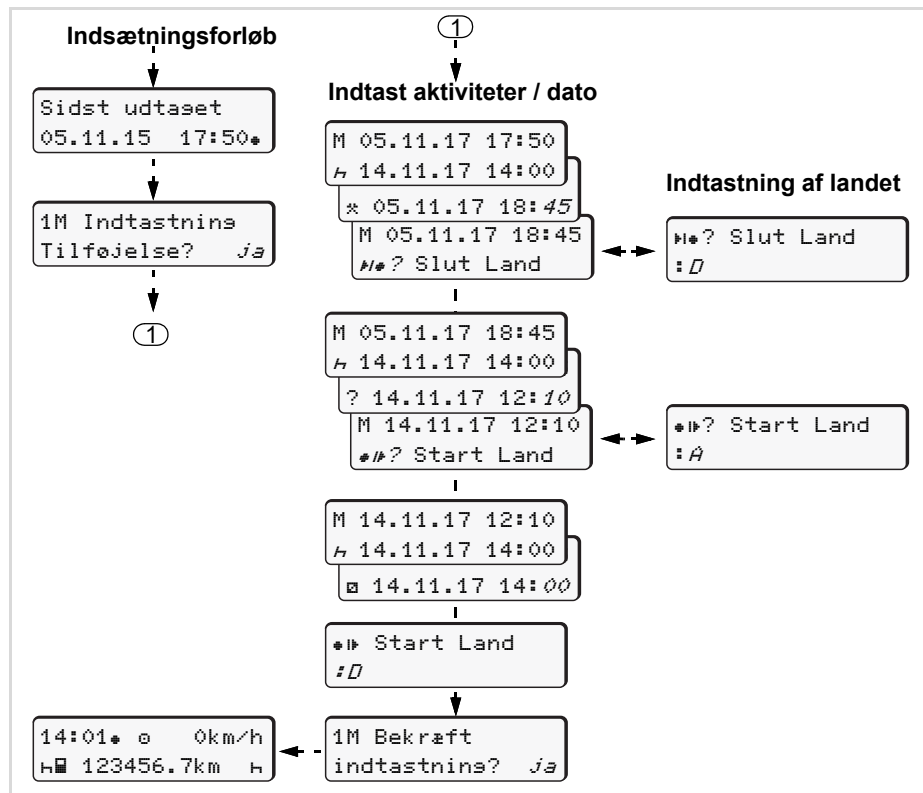 Indsætningsforløb
Sidst udtaget
05.11.15 17:50
1M Indtastning
Tilføjelse? ja
1
1
Indtast aktiviteter / dato
M 05.11.17 17:50
14.11.17 14:00
05.11.17 18:45
M 05.11.17 18:45
? Slut Land
M 05.11.17 18:45
14.11.17 14:00
? 14.11.17 12:10
M 14.11.17 12:10
? Start Land
M 14.11.17 12:10
14.11.17 14:00
14.11.17 14:00
Start Land
:D
1M Bekræft
indtastning? ja
Indtastning af landet
? Slut Land
:D
? Start Land
:A
14:01 0km/h
123456.7km